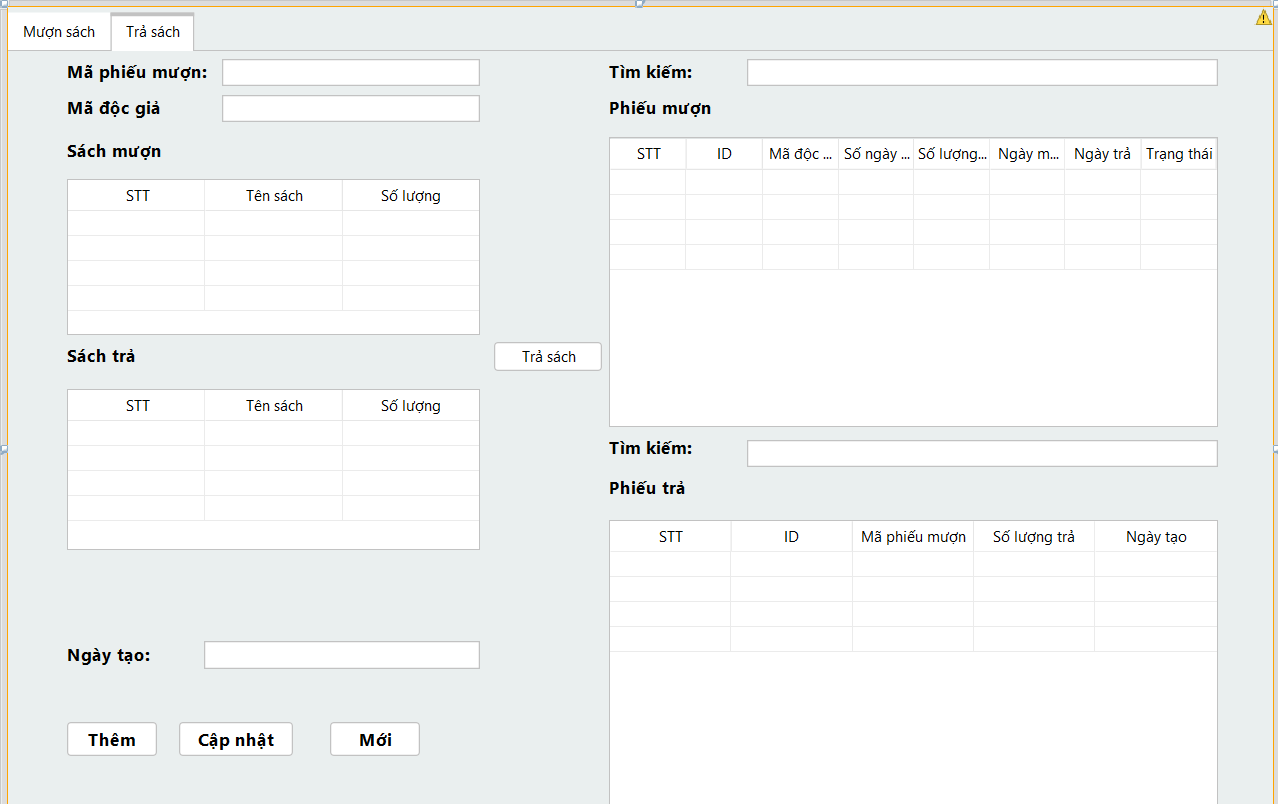 Mượn sách
Trả sách
Mã phiếu mượn:
Mã độc giả
Sách mượn
STT Tên sách Số lượng
Sách trả
Trả sách
STT Tên sách Số lượng
Ngày tạo:
Thêm
Cập nhật
Mới
Tìm kiếm:
Phiếu mượn
STT ID Mã độc ... Số ngày ... Số lượng... Ngày m... Ngày trả Trạng thái
Tìm kiếm:
Phiếu trả
STT ID Mã phiếu mượn Số lượng trả Ngày tạo